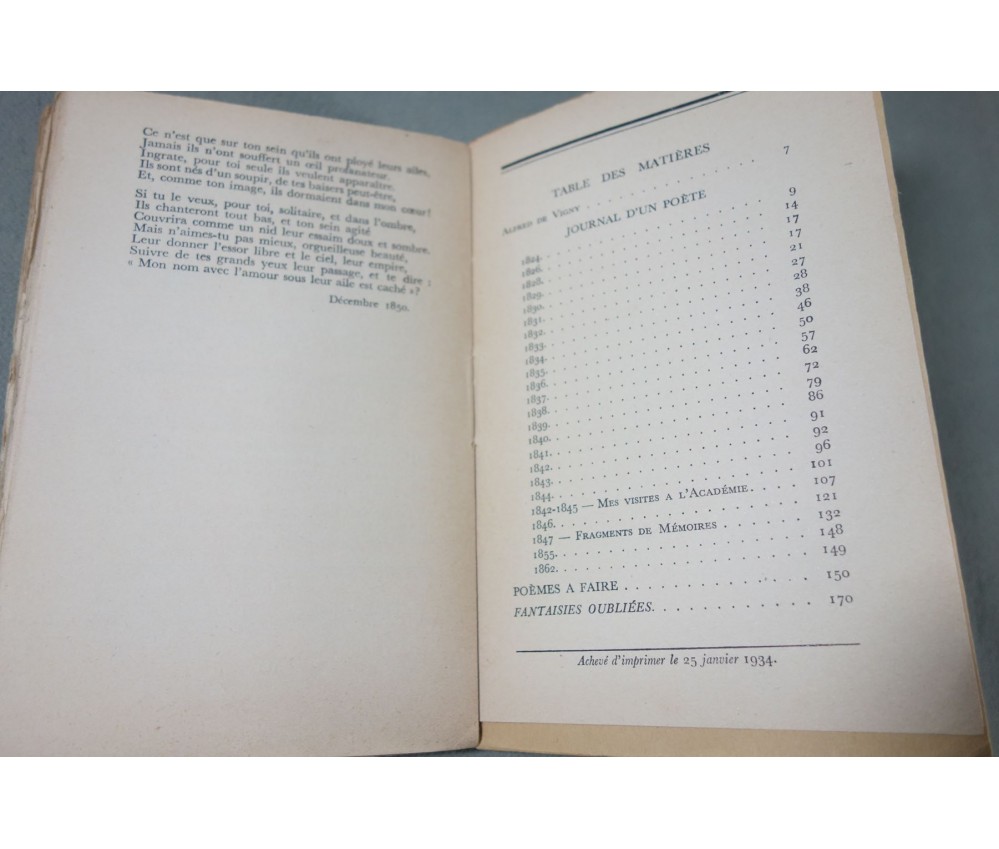 Ce n'est que sur ton sein qu'ils ont ployé leurs ailes,
Jamais ils n'ont souffert un œil profanateur.
Ingrate, pour toi seule ils veulent apparaître.
Ils sont nés d'un soupir, de tes baisers peut-être,
Et, comme ton image, ils dormaient dans mon cœur!
Si tu le veux, pour toi, solitaire, et dans l'ombre,
Ils chanteront tout bas, et ton sein agité
Couvrira comme un nid leur essaim doux et sombre.
Mais n'aimes-tu pas mieux, orgueilleuse beauté,
Leur donner l'essor libre et le ciel, leur empire,
Suivre de tes grands yeux leur passage, et te dire :
« Mon nom avec l'amour sous leur aile est caché »?
Décembre 1830.
TABLE DES MATIÈRES
Alfred de Vigny . . . . . . . . . . 7
JOURNAL D'UN POÈTE
1824. . . . . . . . . . 9
1826. . . . . . . . . . 14
1828. . . . . . . . . . 17
1829. . . . . . . . . . 17
1830. . . . . . . . . . 21
1831. . . . . . . . . . 27
1832. . . . . . . . . . 28
1833. . . . . . . . . . 38
1834. . . . . . . . . . 46
1835. . . . . . . . . . 50
1836. . . . . . . . . . 57
1837. . . . . . . . . . 62
1838. . . . . . . . . . 72
1839. . . . . . . . . . 79
1840. . . . . . . . . . 86
1841. . . . . . . . . . 91
1842. . . . . . . . . . 92
1843. . . . . . . . . . 96
1844. . . . . . . . . . 101
1842-1845 — Mes visites a l'Académie. . . . 107
1846. . . . . . . . . . 121
1847 — Fragments de Mémoires . . . . . 132
1855. . . . . . . . . . 148
1862. . . . . . . . . . 149
POÈMES A FAIRE . . . . . . . . . . 150
FANTAISIES OUBLIÉES. . . . . . . . . . 170
Achevé d'imprimer le 25 janvier 1934.